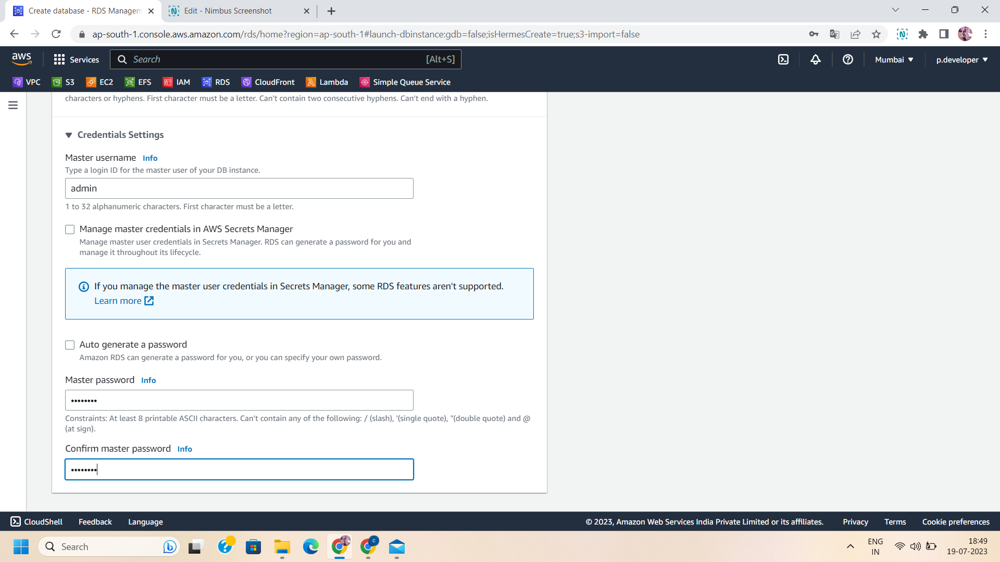 Create database - RDS Managem
Edit - Nimbus Screenshot
ap-south-1.console.aws.amazon.com/rds/home?region=ap-south-1#launch-dbinstance:gdb=false;isHermesCreate=true;s3-import=false
aws
Services
Search
[Alt+S]
Mumbai
p.developer
VPC
S3
EC2
EFS
IAM
RDS
CloudFront
Lambda
Simple Queue Service
characters or hyphens. First character must be a letter. Can't contain two consecutive hyphens. Can't end with a hyphen.
Credentials Settings
Master username Info
Type a login ID for the master user of your DB instance.
admin
1 to 32 alphanumeric characters. First character must be a letter.
Manage master credentials in AWS Secrets Manager
Manage master user credentials in Secrets Manager. RDS can generate a password for you and
manage it throughout its lifecycle.
If you manage the master user credentials in Secrets Manager, some RDS features aren't supported.
Learn more
Auto generate a password
Amazon RDS can generate a password for you, or you can specify your own password.
Master password Info
••••••••
Constraints: At least 8 printable ASCII characters. Can't contain any of the following: / (slash), '(single quote), "(double quote) and @
(at sign).
Confirm master password Info
••••••••
CloudShell
Feedback
Language
© 2023, Amazon Web Services India Private Limited or its affiliates.
Privacy
Terms
Cookie preferences
Search
C
ENG
IN
18:49
19-07-2023